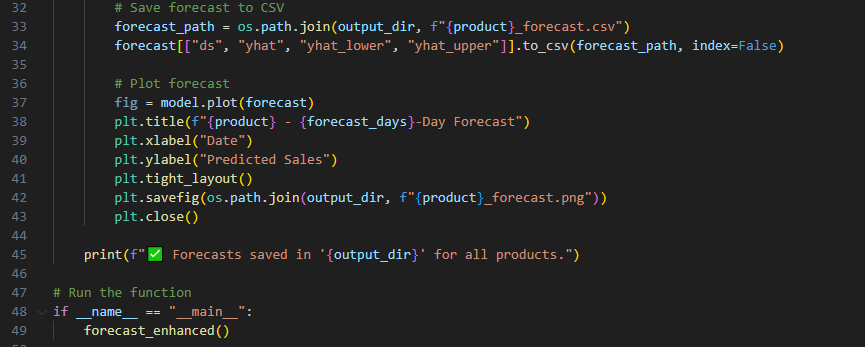 32 # Save forecast to CSV
33 forecast_path = os.path.join(output_dir, f"{product}_forecast.csv")
34 forecast[["ds", "yhat", "yhat_lower", "yhat_upper"]].to_csv(forecast_path, index=False)
35
36 # Plot forecast
37 fig = model.plot(forecast)
38 plt.title(f"{product} - {forecast_days}-Day Forecast")
39 plt.xlabel("Date")
40 plt.ylabel("Predicted Sales")
41 plt.tight_layout()
42 plt.savefig(os.path.join(output_dir, f"{product}_forecast.png"))
43 plt.close()
44
45 print(f"✅ Forecasts saved in '{output_dir}' for all products.")
46
47 # Run the function
48 if __name__ == "__main__":
49 forecast_enhanced()